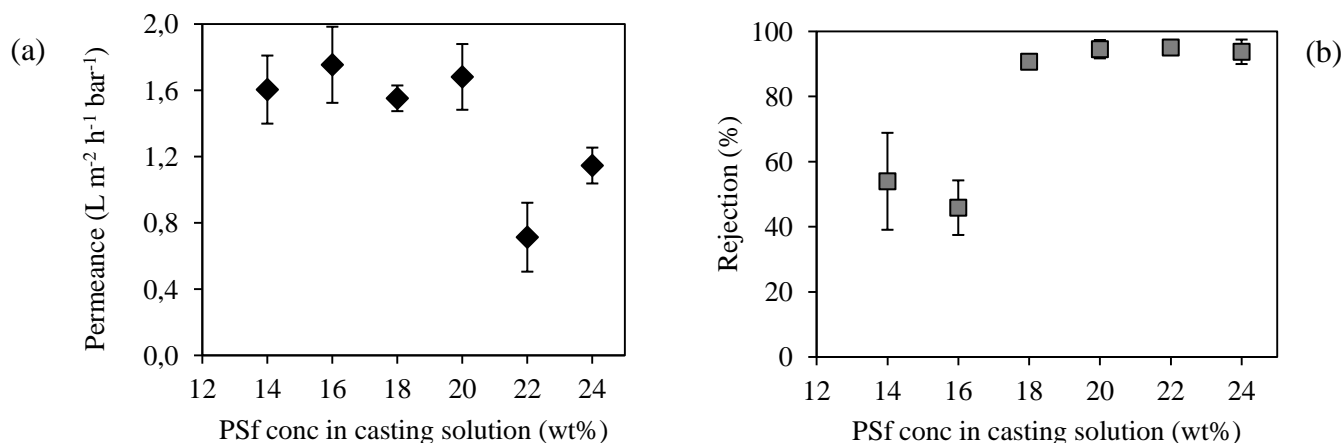 (a)
Permeance (L m⁻² h⁻¹ bar⁻¹)
2,0
1,6
1,2
0,8
0,4
0,0
12 14 16 18 20 22 24
PSf conc in casting solution (wt%)
(b)
Rejection (%)
100
80
60
40
20
0
12 14 16 18 20 22 24
PSf conc in casting solution (wt%)